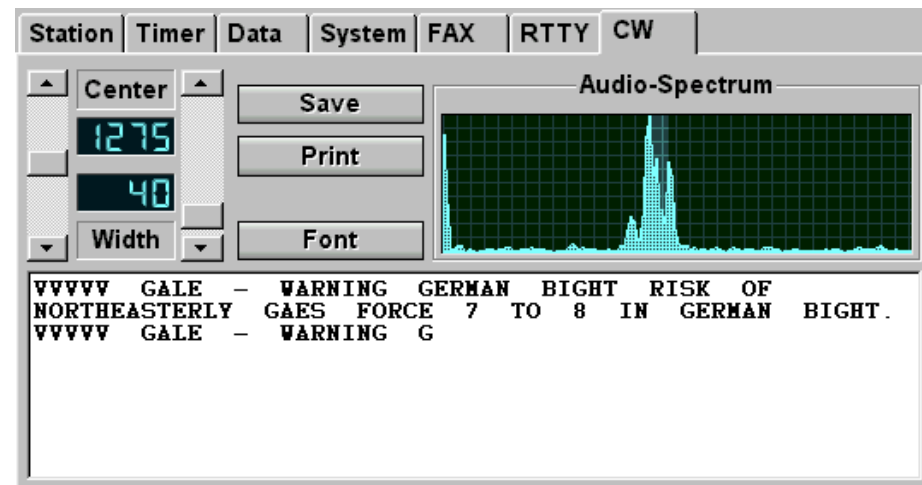 Station Timer Data System FAX RTTY CW
Center
1275
40
Width
Save
Print
Font
Audio-Spectrum
VVVVV GALE – WARNING GERMAN BIGHT RISK OF
NORTHEASTERLY GAES FORCE 7 TO 8 IN GERMAN BIGHT.
VVVVV GALE – WARNING G